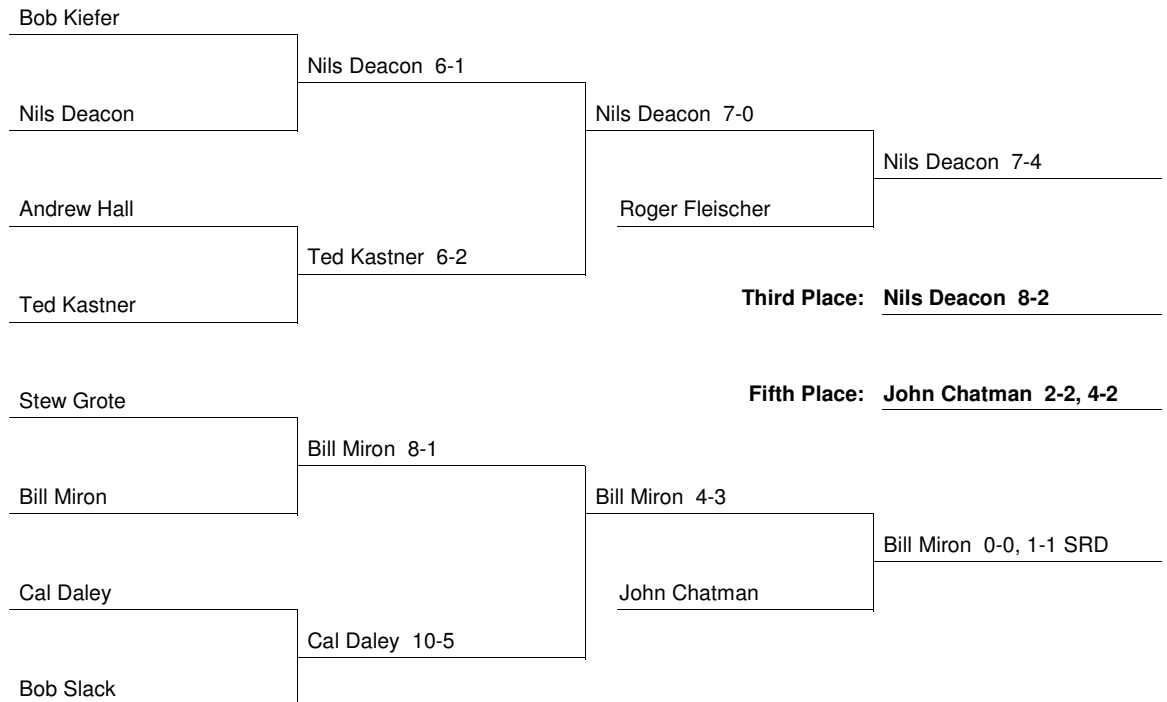 Bob Kiefer
Nils Deacon 6-1
Nils Deacon
Nils Deacon 7-0
Nils Deacon 7-4
Andrew Hall
Roger Fleischer
Ted Kastner 6-2
Ted Kastner
Third Place: Nils Deacon 8-2
Stew Grote
Fifth Place: John Chatman 2-2, 4-2
Bill Miron 8-1
Bill Miron
Bill Miron 4-3
Bill Miron 0-0, 1-1 SRD
Cal Daley
John Chatman
Cal Daley 10-5
Bob Slack